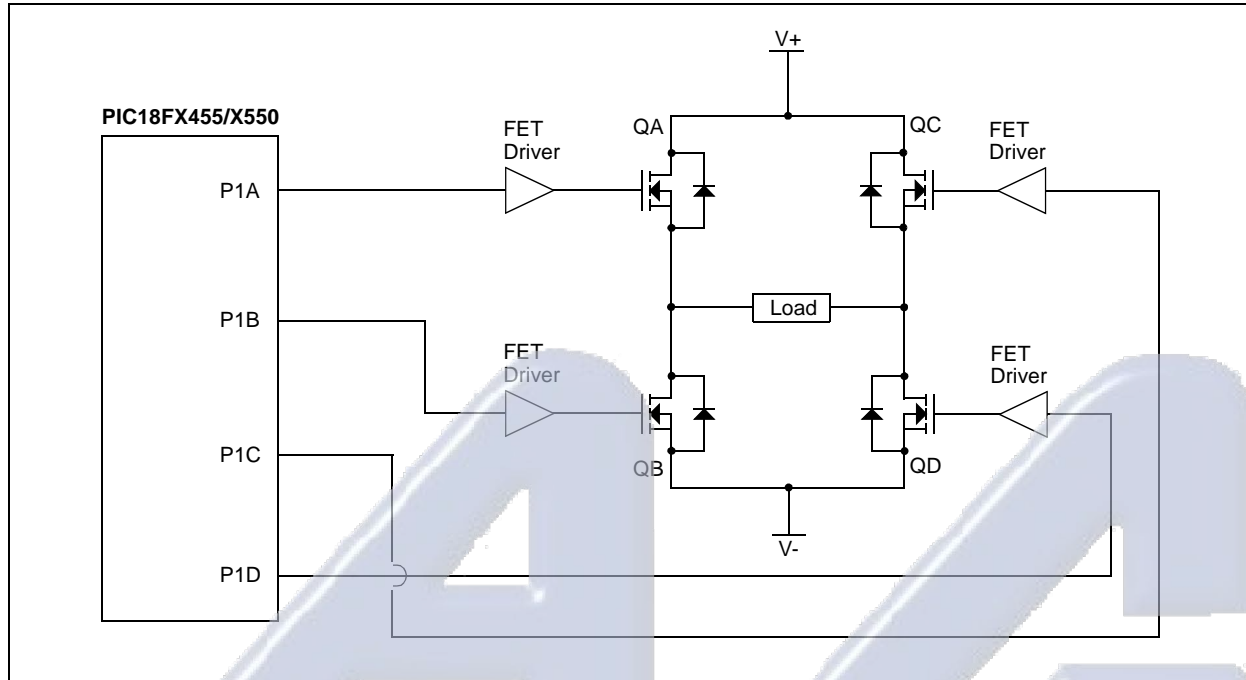 V+
PIC18FX455/X550
FET
Driver
QA
QC
FET
Driver
P1A
P1B
Load
FET
Driver
FET
Driver
P1C
QB
QD
V-
P1D